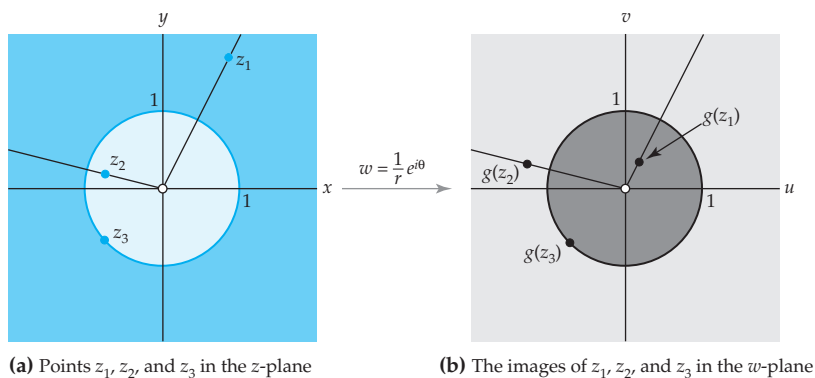 y
v
z₁
1
z₂
x
1
z₃
w = 1/r e^{iθ}
1
g(z₁)
g(z₂)
1
u
g(z₃)
(a) Points z₁, z₂, and z₃ in the z-plane
(b) The images of z₁, z₂, and z₃ in the w-plane